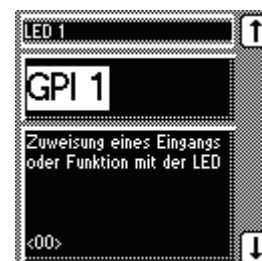 LED 1
GPI 1
Zuweisung eines Eingangs
oder Funktion mit der LED
<00>